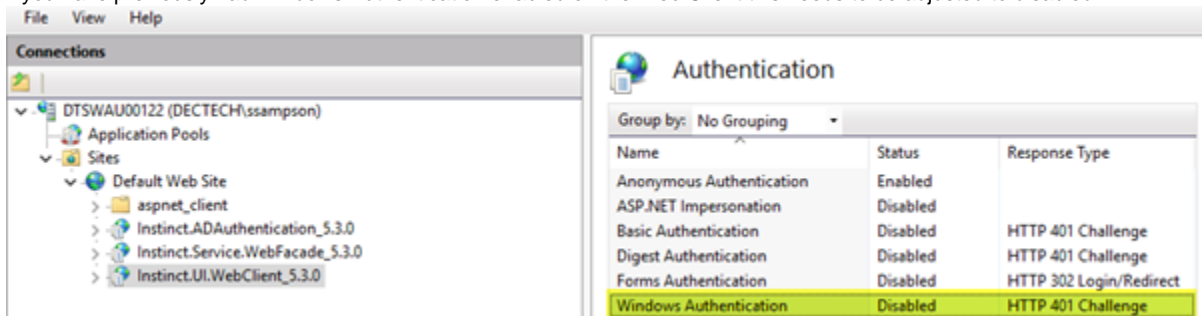 File View Help
Connections
DTSWAU00122 (DECTECH\ssampson)
Application Pools
Sites
Default Web Site
aspnet_client
Instinct.ADAuthentication_5.3.0
Instinct.Service.WebFacade_5.3.0
Instinct.UI.WebClient_5.3.0
Authentication
Group by: No Grouping
Name Status Response Type
Anonymous Authentication Enabled
ASP.NET Impersonation Disabled
Basic Authentication Disabled HTTP 401 Challenge
Digest Authentication Disabled HTTP 401 Challenge
Forms Authentication Disabled HTTP 302 Login/Redirect
Windows Authentication Disabled HTTP 401 Challenge